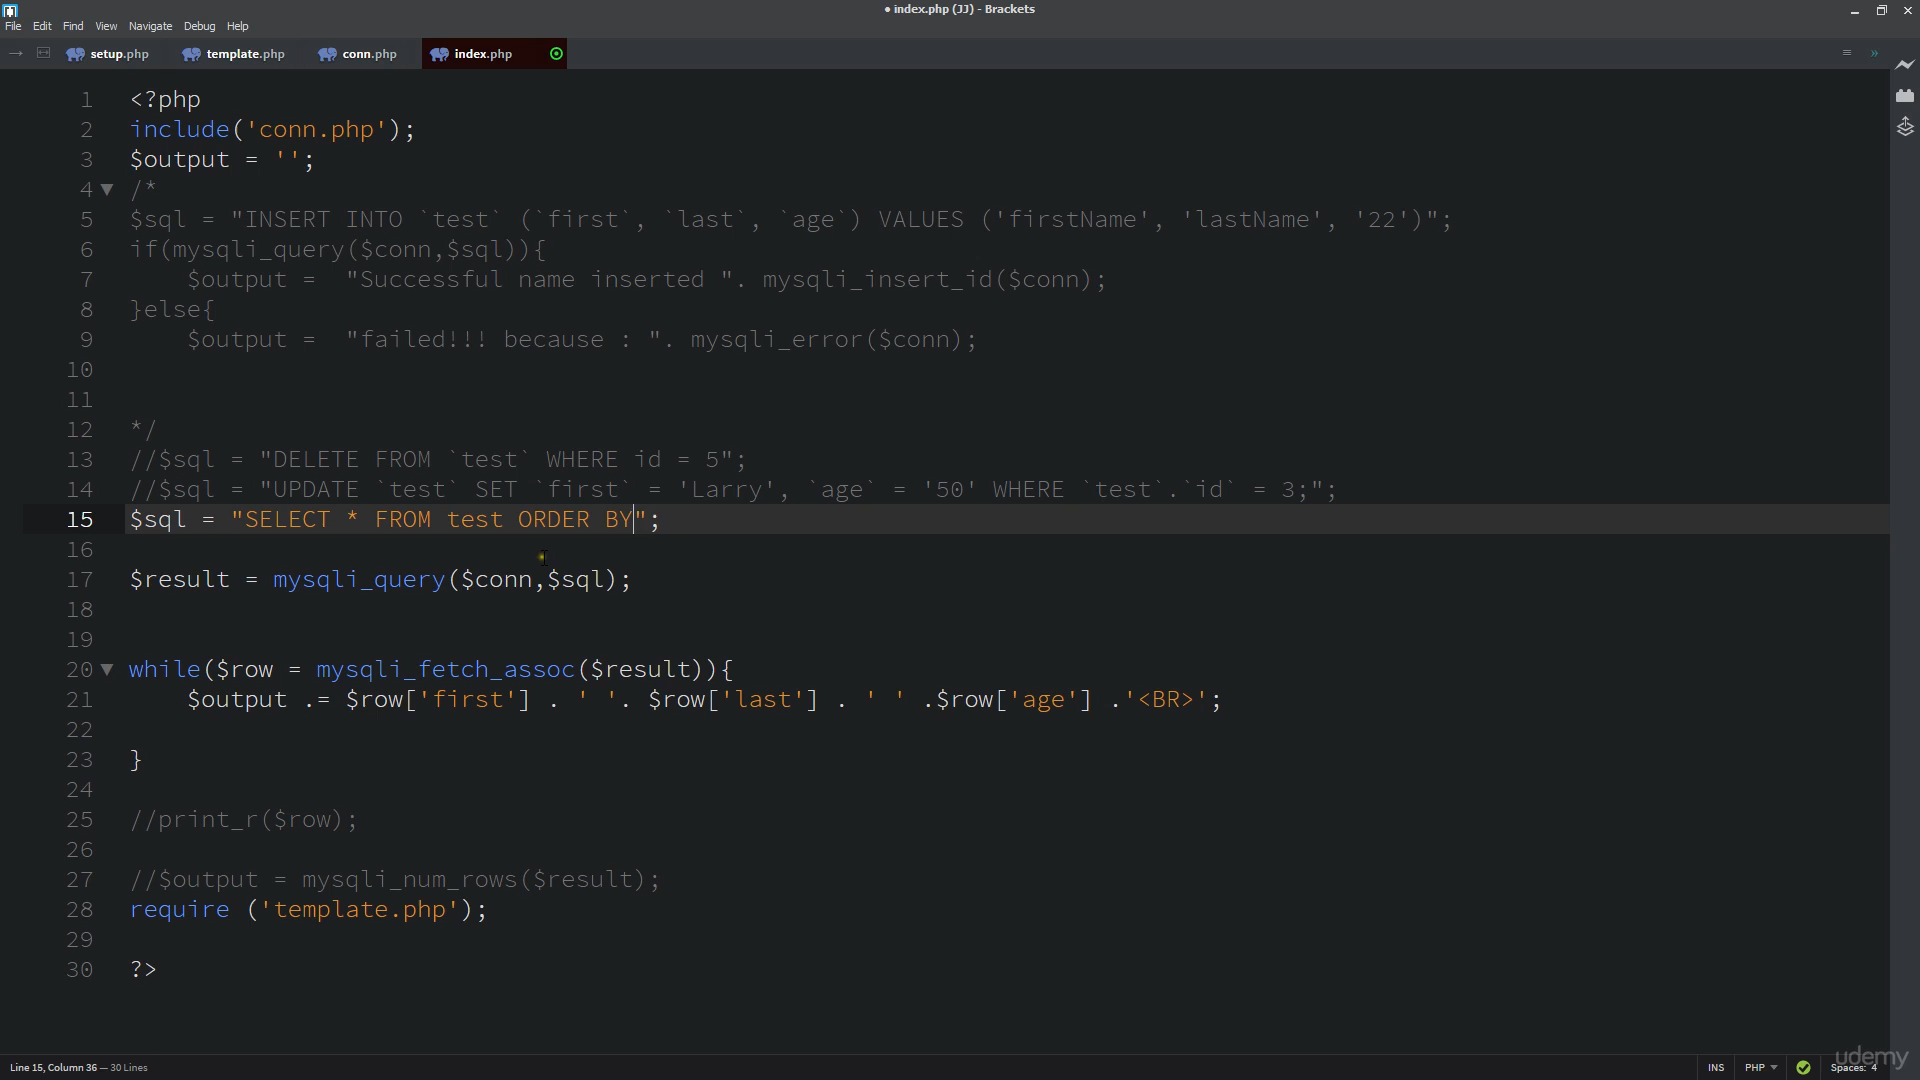 • index.php (JJ) - Brackets
File Edit Find View Navigate Debug Help
setup.php template.php conn.php index.php
1 <?php
2 include('conn.php');
3 $output = '';
4 /*
5 $sql = "INSERT INTO `test` (`first`, `last`, `age`) VALUES ('firstName', 'lastName', '22')";
6 if(mysqli_query($conn,$sql)){
7 $output =  "Successful name inserted ". mysqli_insert_id($conn);
8 }else{
9 $output =  "failed!!! because : ". mysqli_error($conn);
10
11
12 */
13 //$sql = "DELETE FROM `test` WHERE id = 5";
14 //$sql = "UPDATE `test` SET `first` = 'Larry', `age` = '50' WHERE `test`.`id` = 3;";
15 $sql = "SELECT * FROM test ORDER BY";
16
17 $result = mysqli_query($conn,$sql);
18
19
20 while($row = mysqli_fetch_assoc($result)){
21 $output .= $row['first'] . ' '. $row['last'] . ' ' .$row['age'] .'<BR>';
22
23 }
24
25 //print_r($row);
26
27 //$output = mysqli_num_rows($result);
28 require ('template.php');
29
30 ?>
Line 15, Column 36 — 30 Lines INS PHP Spaces: 4
udemy